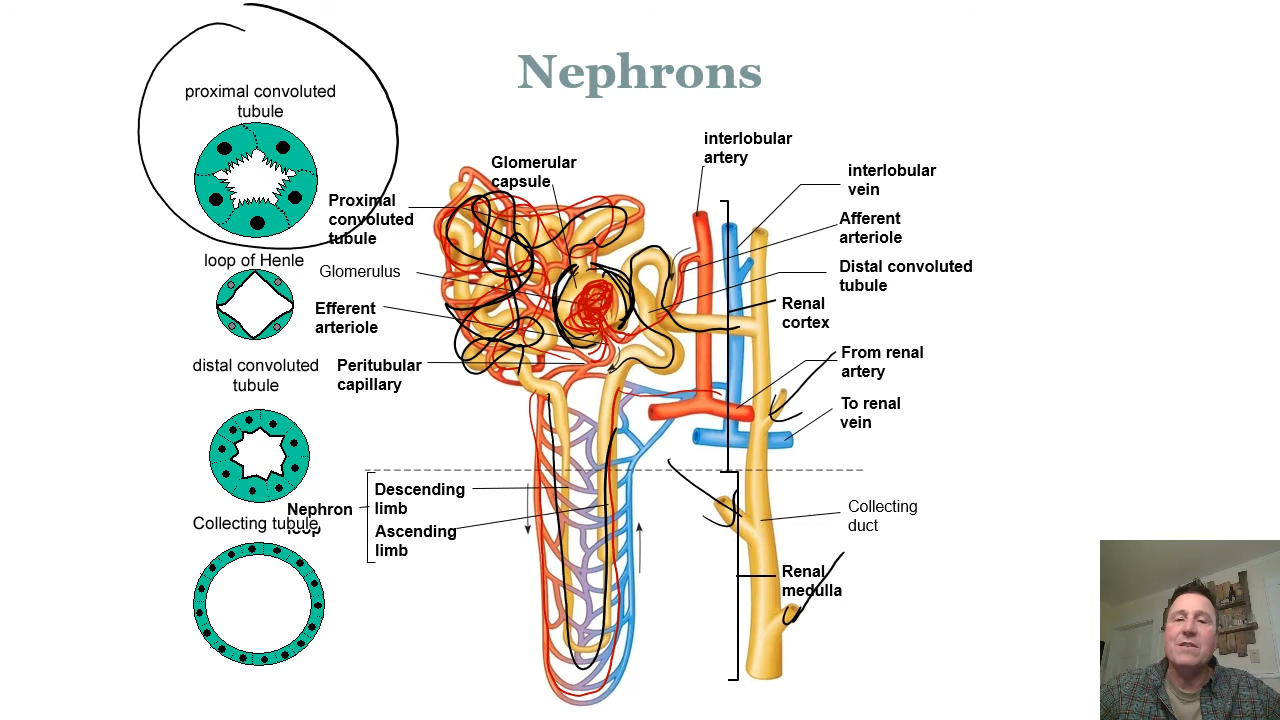 Nephrons
proximal convoluted
tubule
loop of Henle
distal convoluted
tubule
Collecting tubule
Glomerular
capsule
Proximal
convoluted
tubule
Glomerulus
Efferent
arteriole
Peritubular
capillary
Nephron
loop
Descending
limb
Ascending
limb
interlobular
artery
interlobular
vein
Afferent
arteriole
Distal convoluted
tubule
Renal
cortex
From renal
artery
To renal
vein
Collecting
duct
Renal
medulla